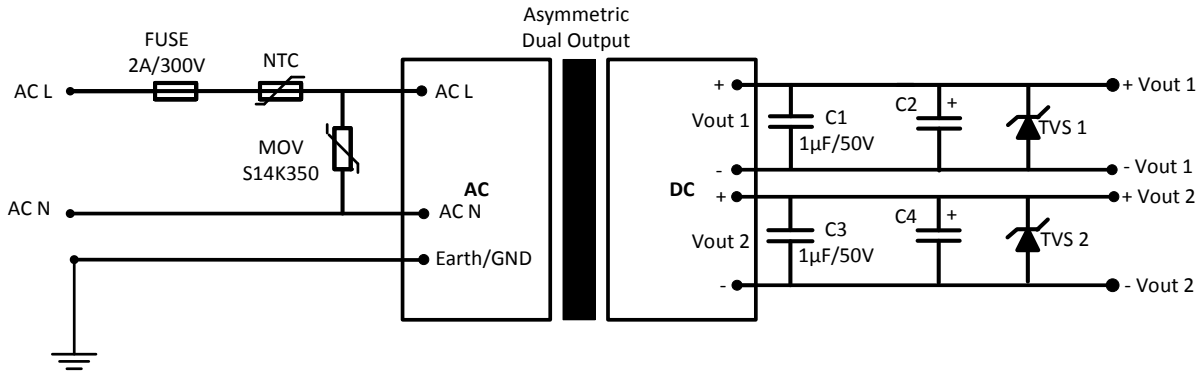 Asymmetric
Dual Output
FUSE
2A/300V
NTC
AC L
AC L
MOV
S14K350
AC
AC N
AC N
Earth/GND
DC
+
Vout 1
-
+
Vout 2
-
C1
1µF/50V
C2
+
TVS 1
+ Vout 1
- Vout 1
+ Vout 2
C3
1µF/50V
C4
+
TVS 2
- Vout 2